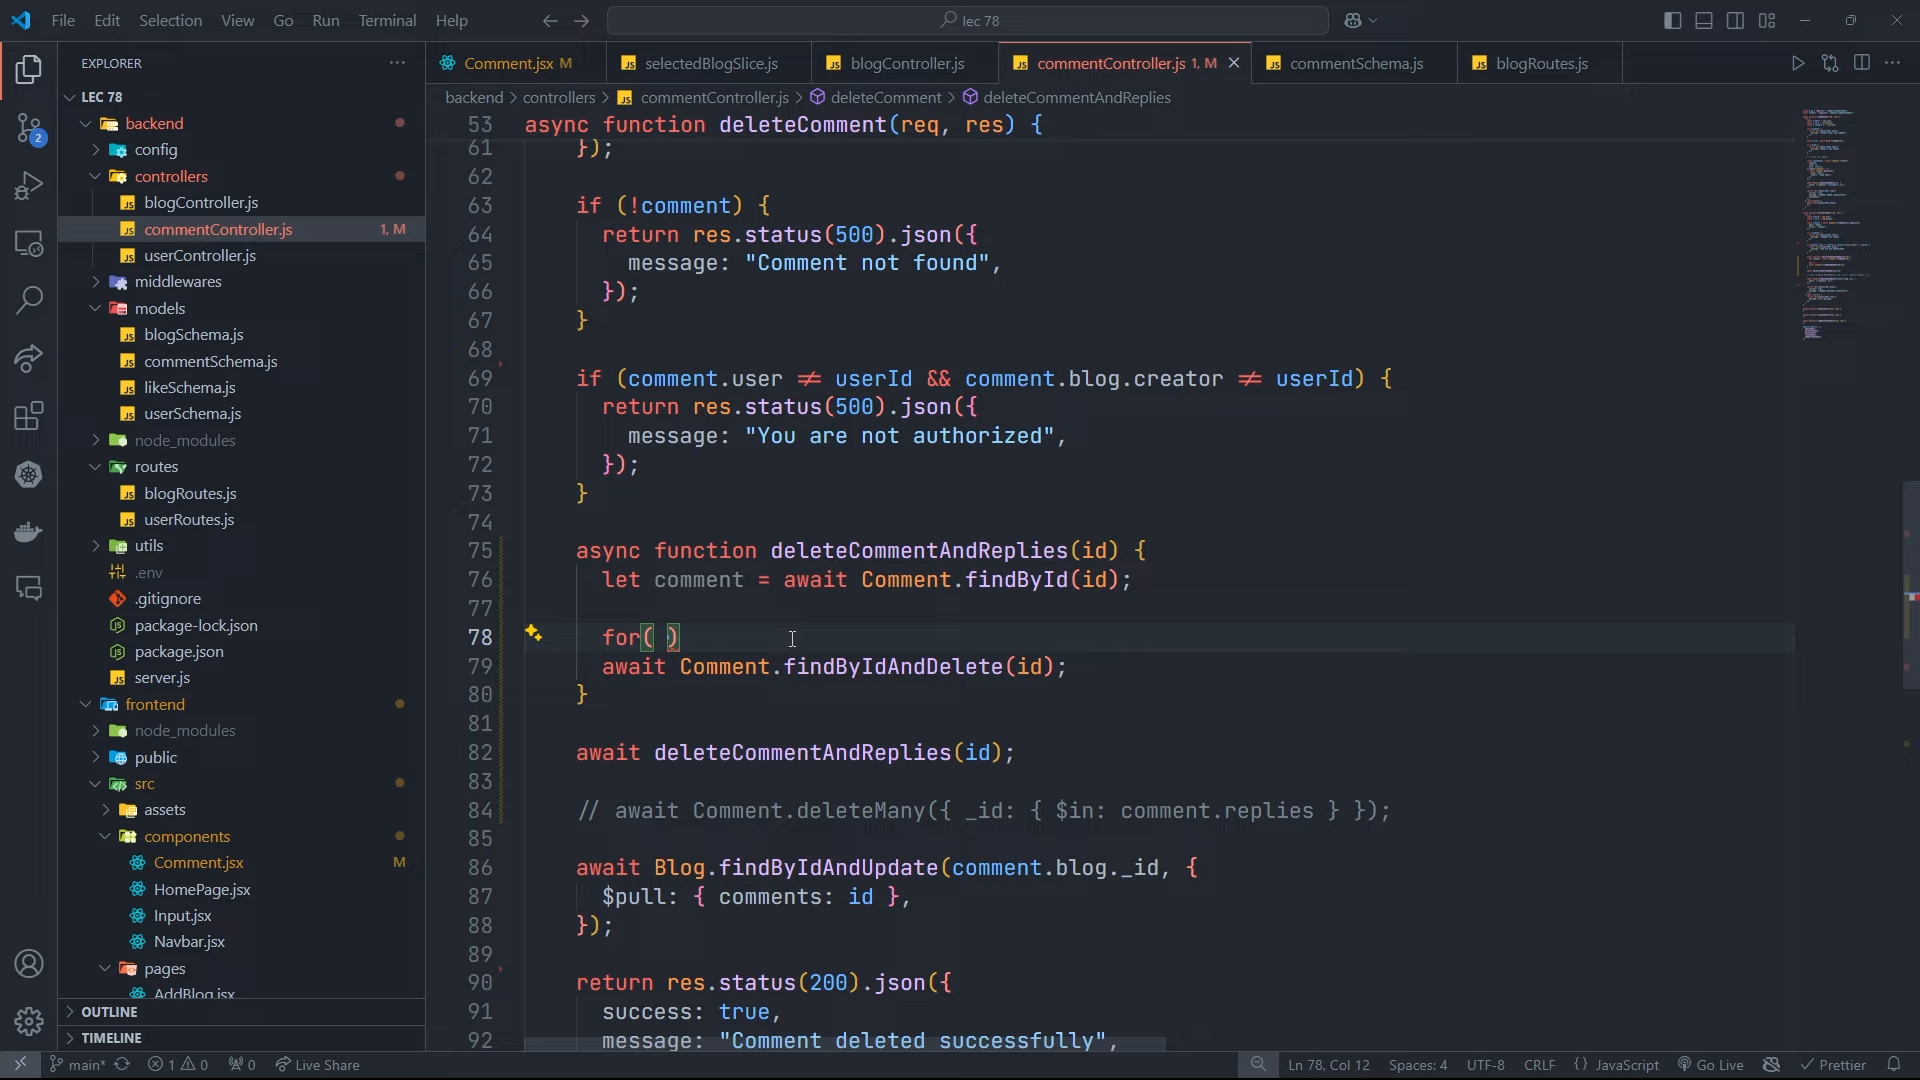 File Edit Selection View Go Run Terminal Help
lec 78
EXPLORER
LEC 78
backend
config
controllers
blogController.js
commentController.js 1, M
userController.js
middlewares
models
blogSchema.js
commentSchema.js
likeSchema.js
userSchema.js
node_modules
routes
blogRoutes.js
userRoutes.js
utils
.env
.gitignore
package-lock.json
package.json
server.js
frontend
node_modules
public
src
assets
components
Comment.jsx M
HomePage.jsx
Input.jsx
Navbar.jsx
pages
AddBlog.jsx
OUTLINE
TIMELINE
2
Comment.jsx M selectedBlogSlice.js blogController.js commentController.js 1, M commentSchema.js blogRoutes.js
backend > controllers > commentController.js > deleteComment > deleteCommentAndReplies
53 async function deleteComment(req, res) {
61 });
62
63 if (!comment) {
64 return res.status(500).json({
65 message: "Comment not found",
66 });
67 }
68
69 if (comment.user != userId && comment.blog.creator != userId) {
70 return res.status(500).json({
71 message: "You are not authorized",
72 });
73 }
74
75 async function deleteCommentAndReplies(id) {
76 let comment = await Comment.findById(id);
77
78 for( )
79 await Comment.findByIdAndDelete(id);
80 }
81
82 await deleteCommentAndReplies(id);
83
84 // await Comment.deleteMany({ _id: { $in: comment.replies } });
85
86 await Blog.findByIdAndUpdate(comment.blog._id, {
87 $pull: { comments: id },
88 });
89
90 return res.status(200).json({
91 success: true,
92 message: "Comment deleted successfully",
main* 1 0 0 Live Share Ln 78, Col 12 Spaces: 4 UTF-8 CRLF {} JavaScript Go Live Prettier